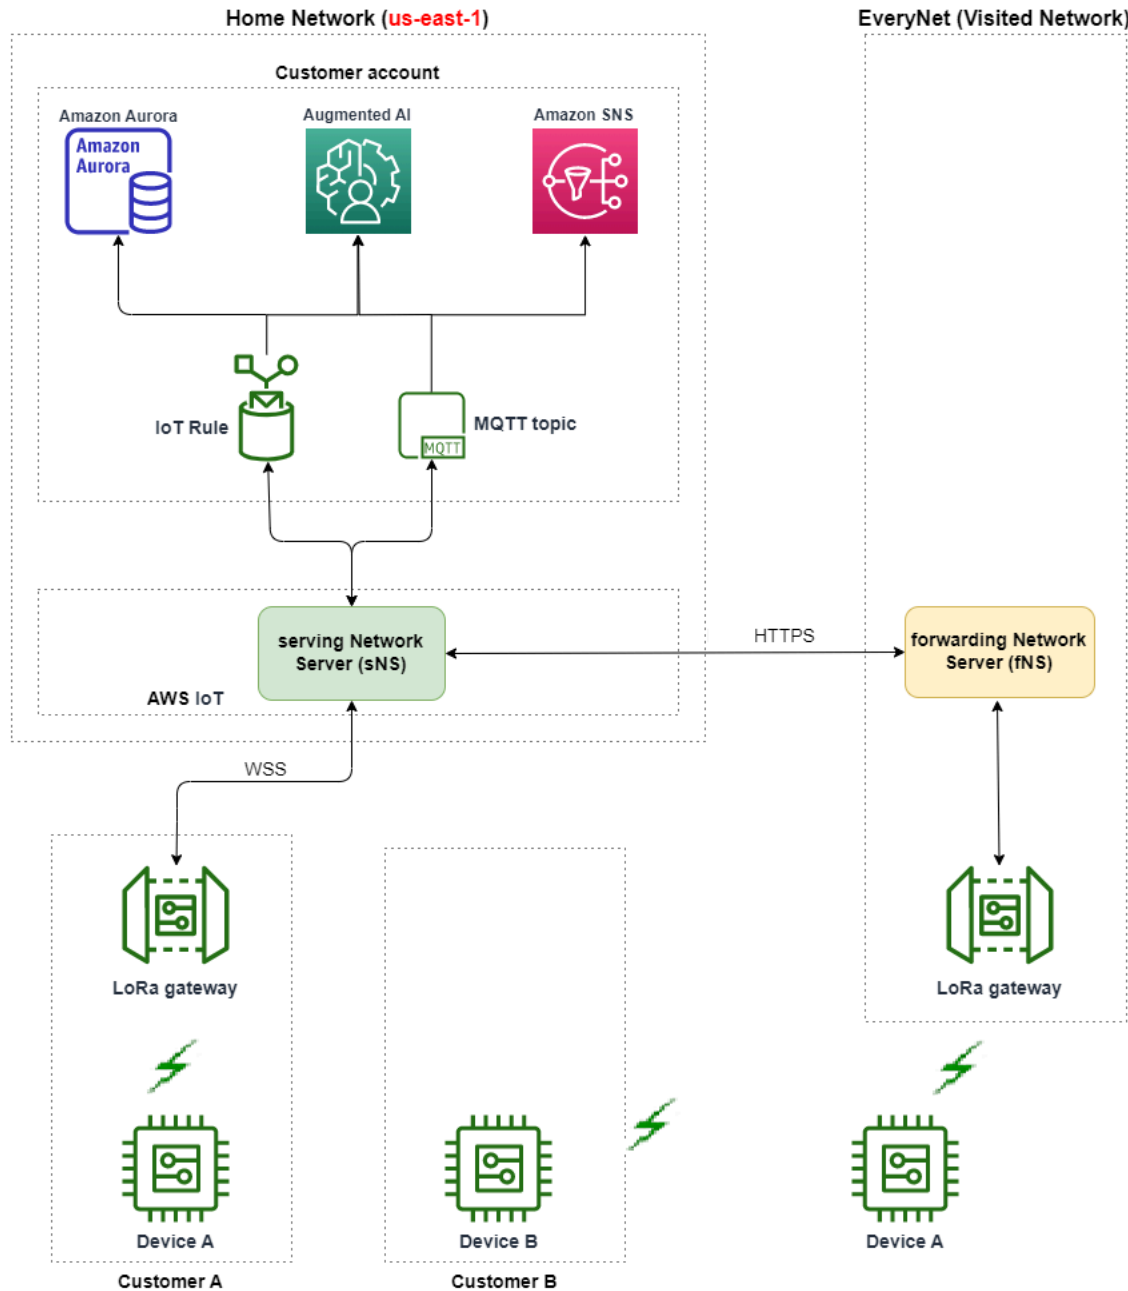 Home Network (us-east-1)
EveryNet (Visited Network)
Customer account
Amazon Aurora
Augmented AI
Amazon SNS
Amazon
Aurora
IoT Rule
MQTT topic
MQTT
serving Network
Server (sNS)
HTTPS
forwarding Network
Server (fNS)
AWS IoT
WSS
LoRa gateway
LoRa gateway
Device A
Device B
Device A
Customer A
Customer B